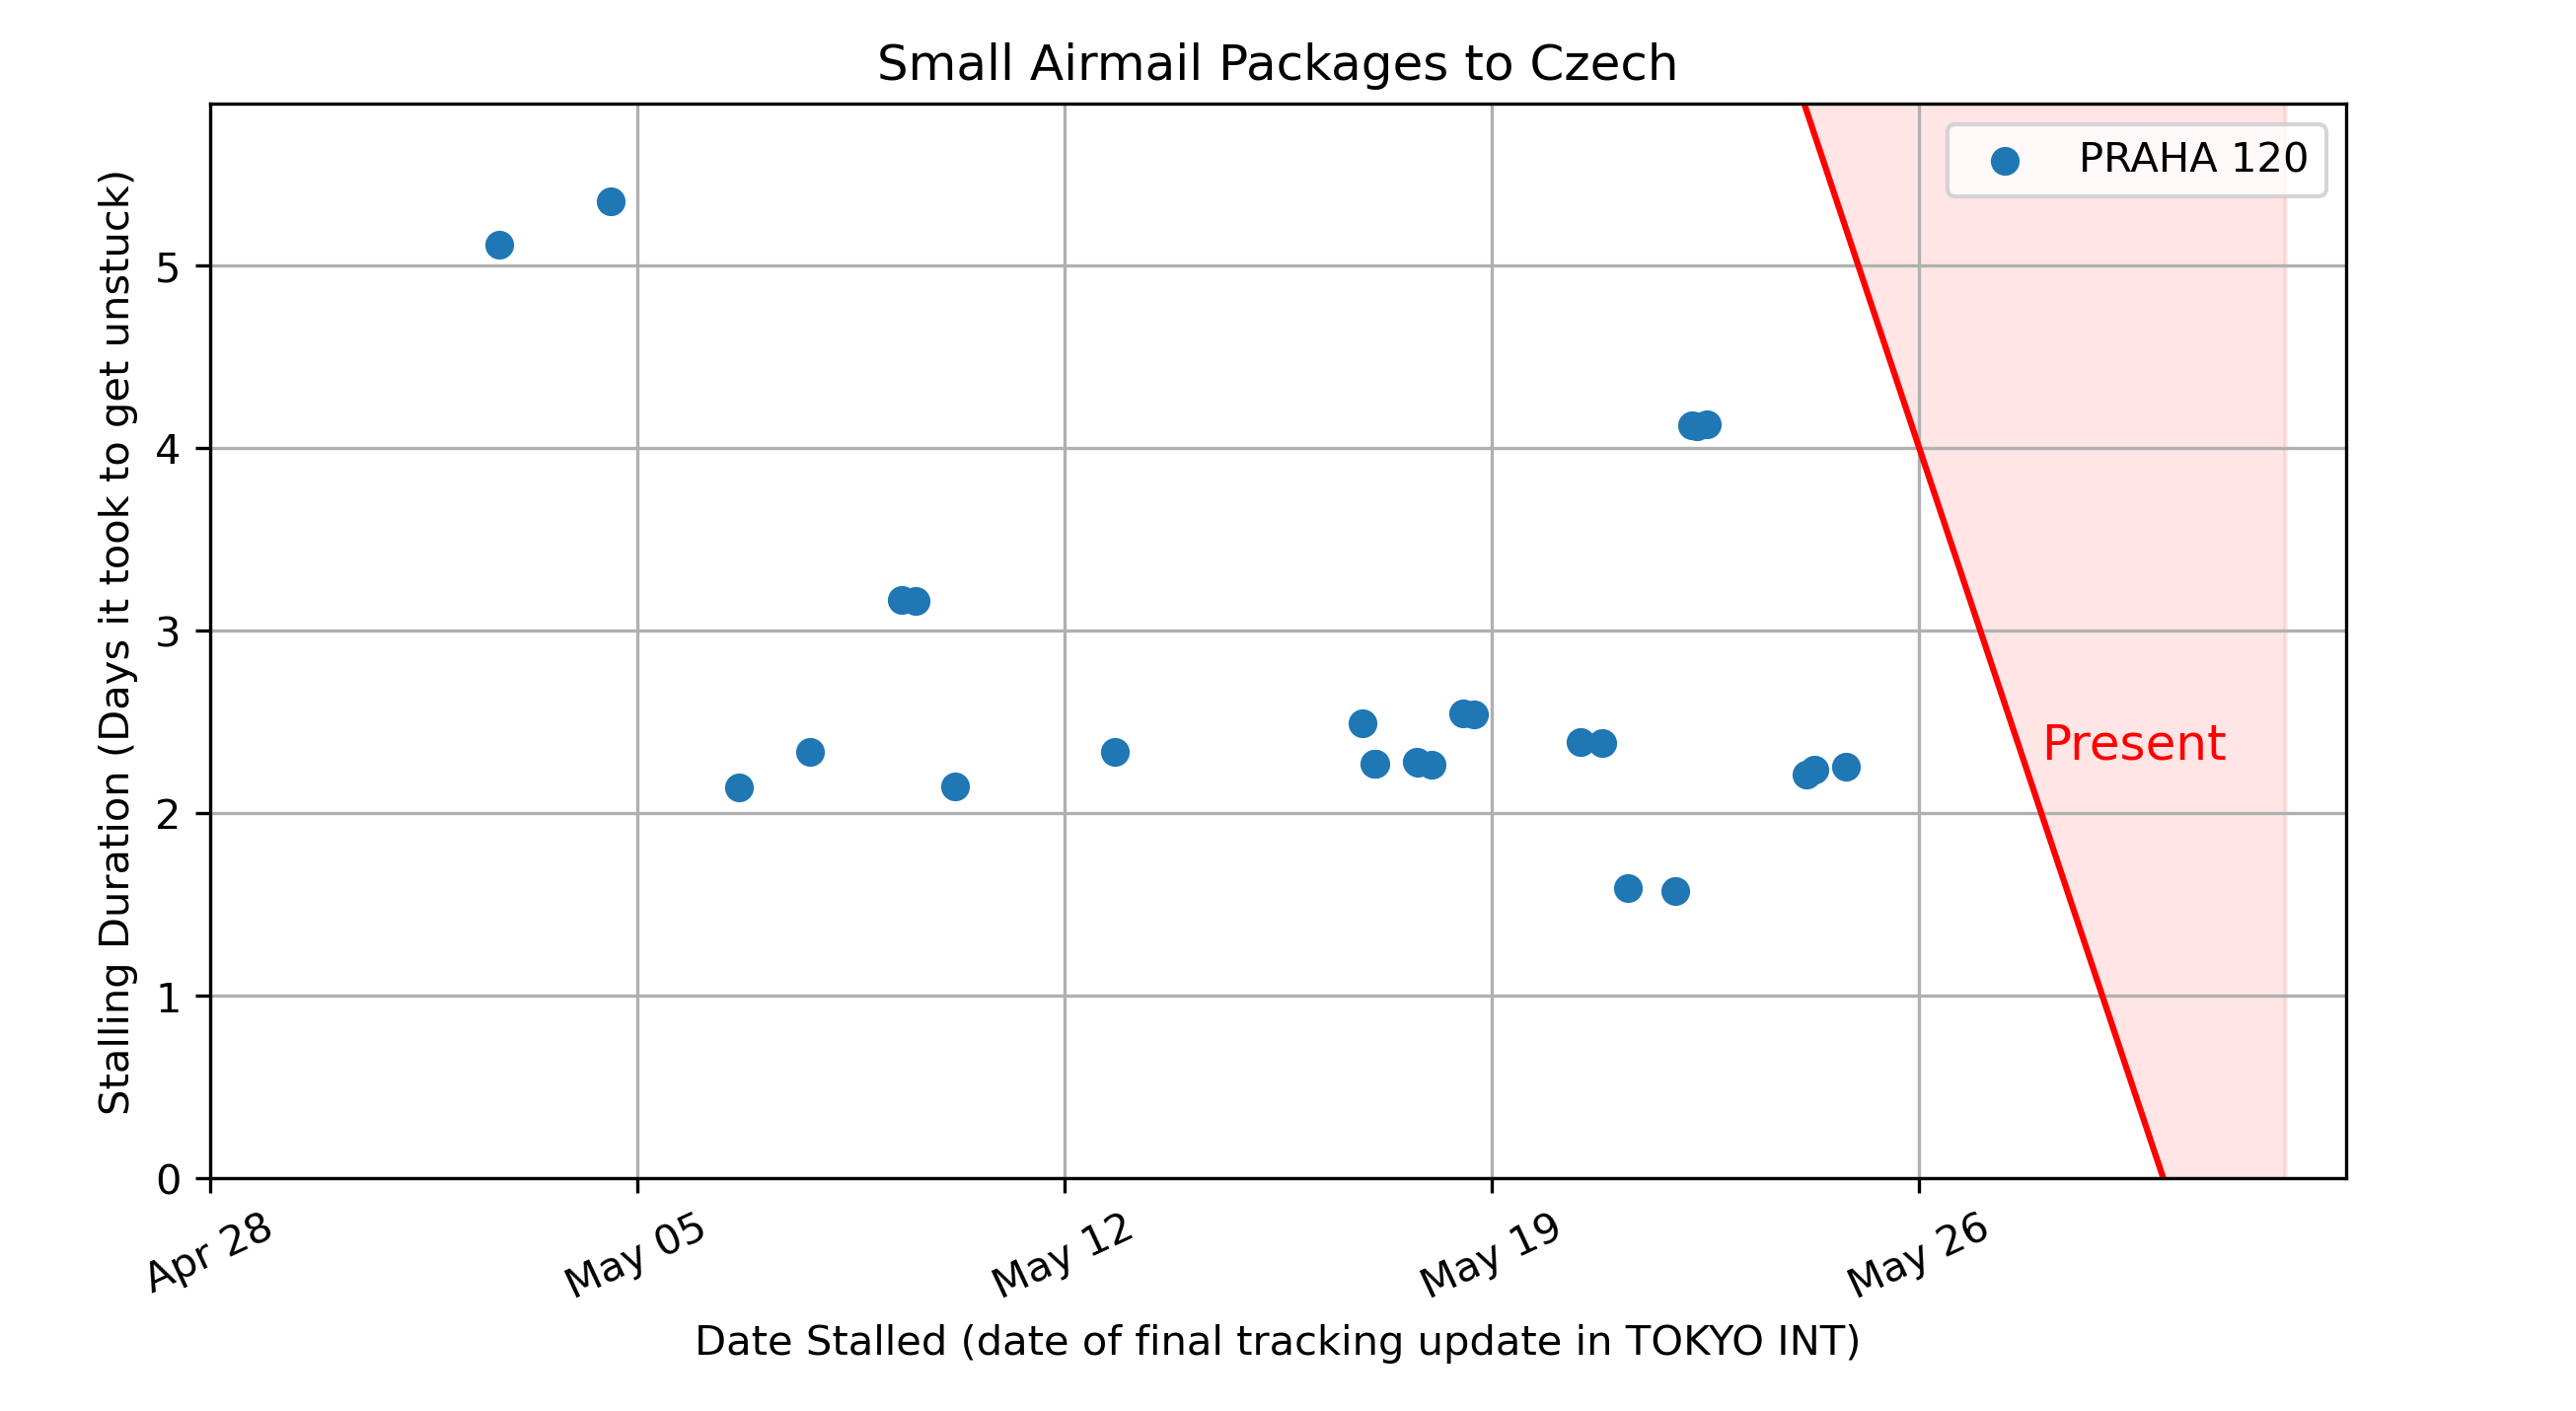 Small Airmail Packages to Czech
PRAHA 120
Stalling Duration (Days it took to get unstuck)
5
4
3
2
1
0
Present
Apr 28
May 05
May 12
May 19
May 26
Date Stalled (date of final tracking update in TOKYO INT)